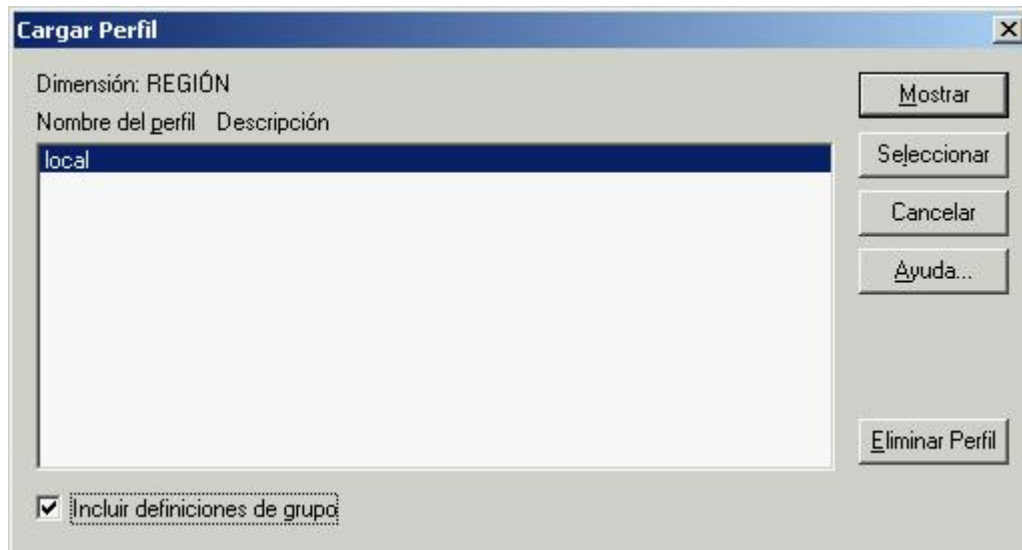 Cargar Perfil
Dimensión: REGIÓN
Nombre del perfil Descripción
local
Mostrar
Seleccionar
Cancelar
Ayuda...
Eliminar Perfil
Incluir definiciones de grupo